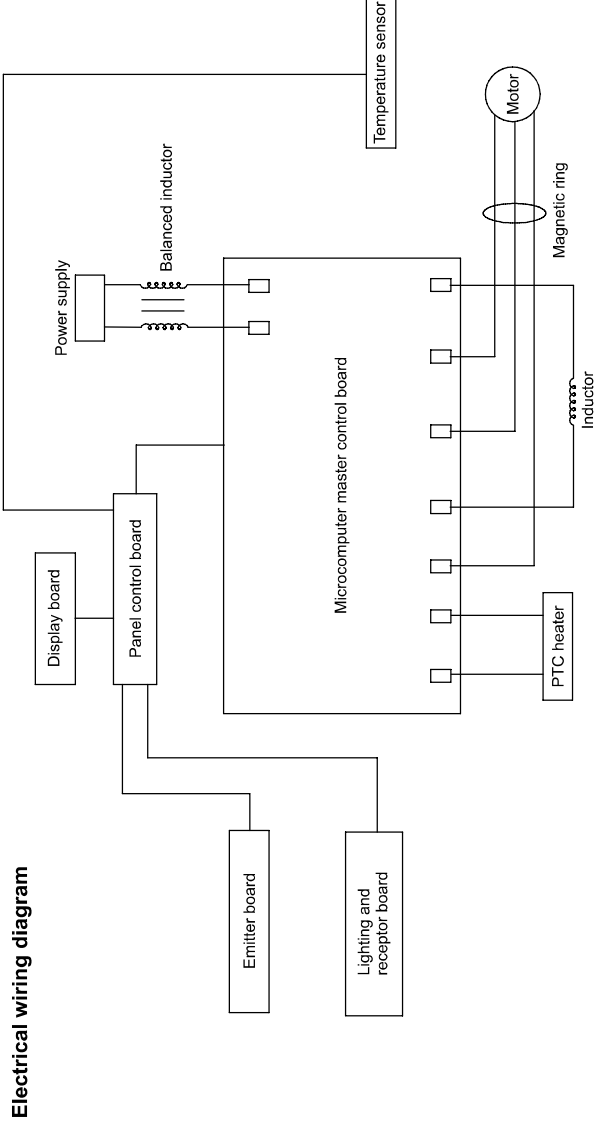 Electrical wiring diagram
Display board
Power supply
Panel control board
Balanced inductor
Temperature sensor
Emitter board
Microcomputer master control board
Lighting and
receptor board
Motor
Magnetic ring
PTC heater
Inductor